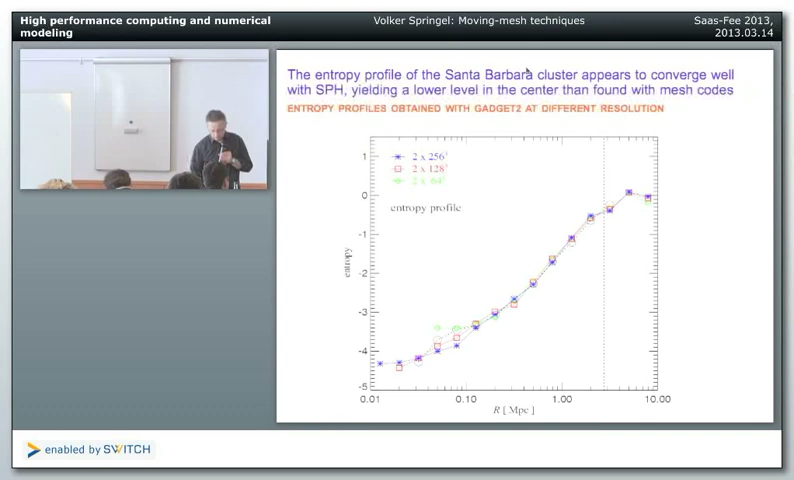 High performance computing and numerical
modeling
Volker Springel: Moving-mesh techniques
Saas-Fee 2013,
2013.03.14
The entropy profile of the Santa Barbara cluster appears to converge well
with SPH, yielding a lower level in the center than found with mesh codes
ENTROPY PROFILES OBTAINED WITH GADGET2 AT DIFFERENT RESOLUTION
2 x 256³
2 x 128³
2 x 64³
entropy profile
entropy
1
0
-1
-2
-3
-4
-5
0.01 0.10 1.00 10.00
R [ Mpc ]
enabled by SWITCH